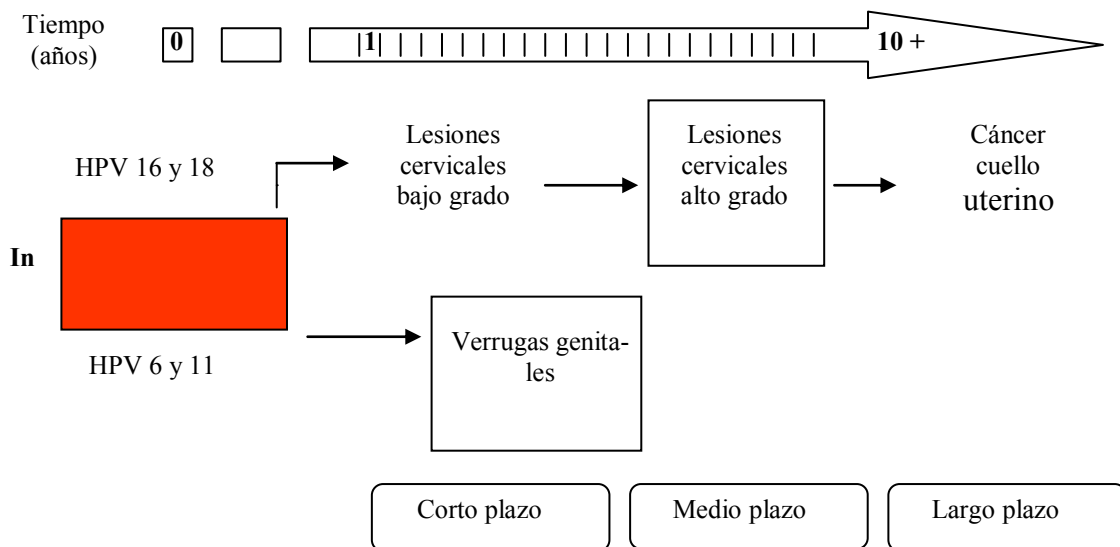 Tiempo
(años)
0
1
10 +
HPV 16 y 18
Lesiones
cervicales
bajo grado
Lesiones
cervicales
alto grado
Cáncer
cuello
uterino
In
HPV 6 y 11
Verrugas genita-
les
Corto plazo
Medio plazo
Largo plazo